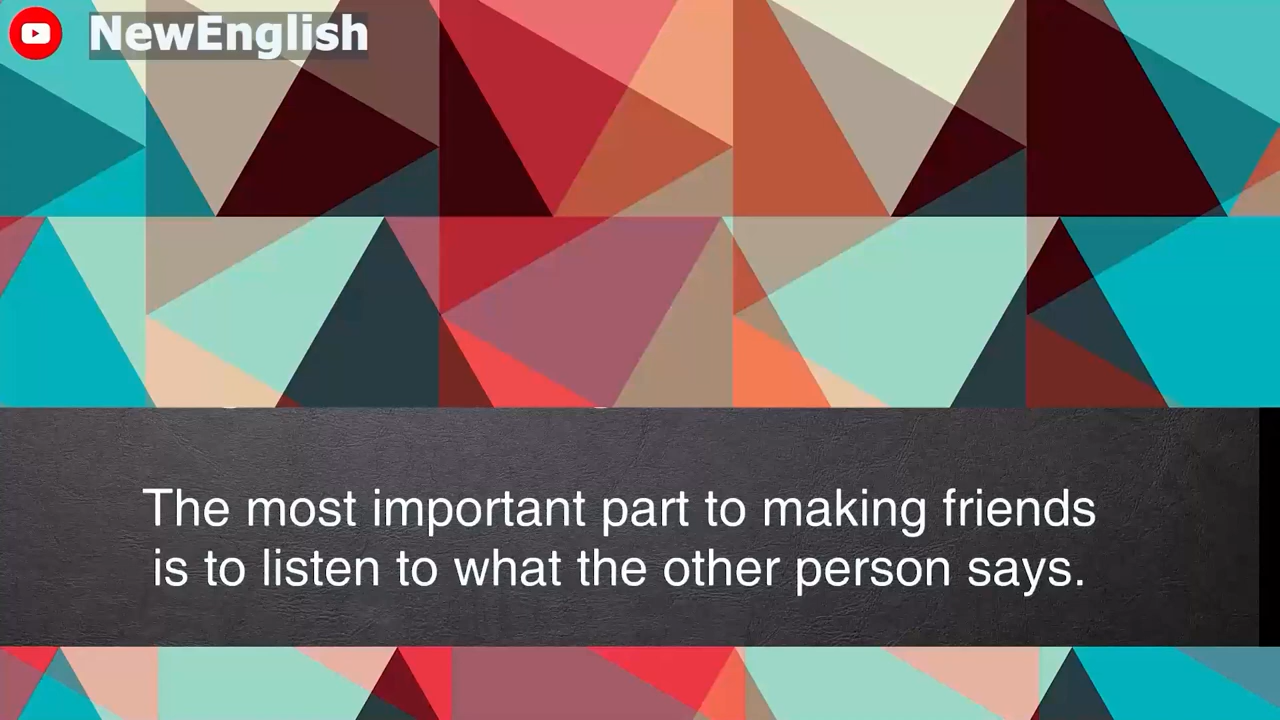 NewEnglish
The most important part to making friends
is to listen to what the other person says.